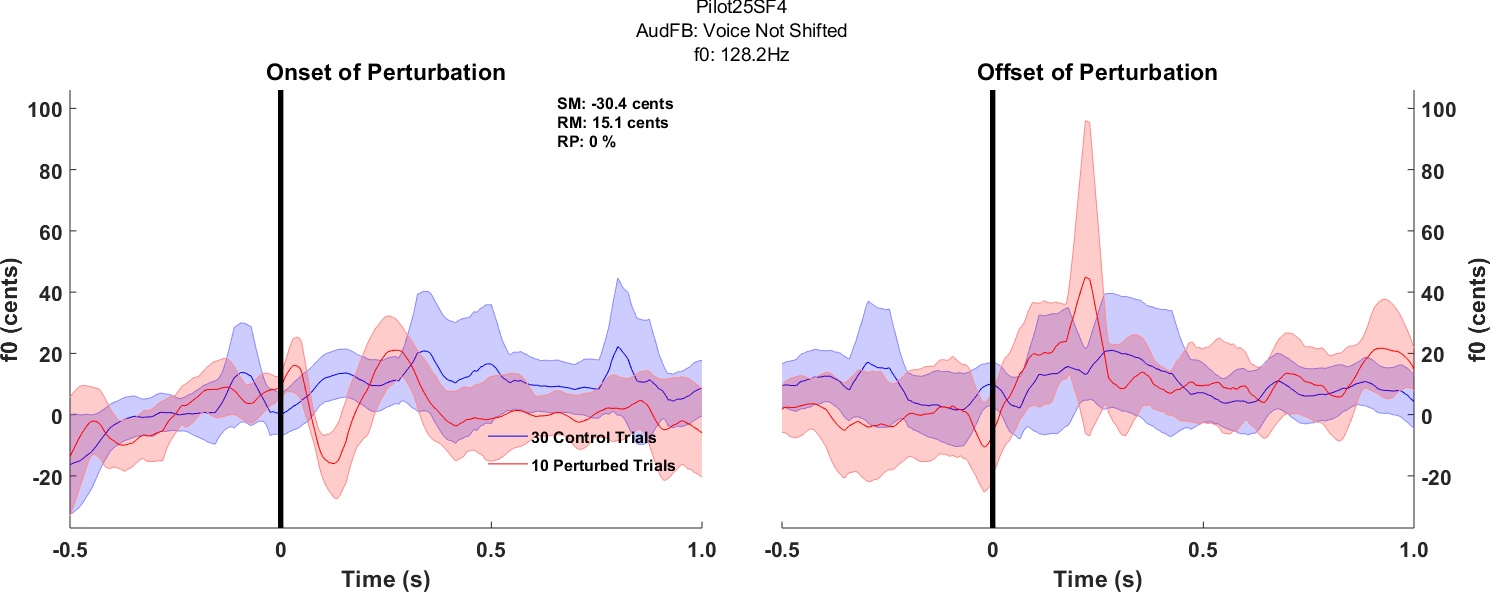 Pilot25SF4
AudFB: Voice Not Shifted
f0: 128.2Hz
Onset of Perturbation
Offset of Perturbation
SM: -30.4 cents
RM: 15.1 cents
RP: 0 %
100
80
60
40
20
0
-20
f0 (cents)
30 Control Trials
10 Perturbed Trials
-0.5
0
0.5
1.0
Time (s)
100
80
60
40
20
0
-20
f0 (cents)
-0.5
0
0.5
1.0
Time (s)